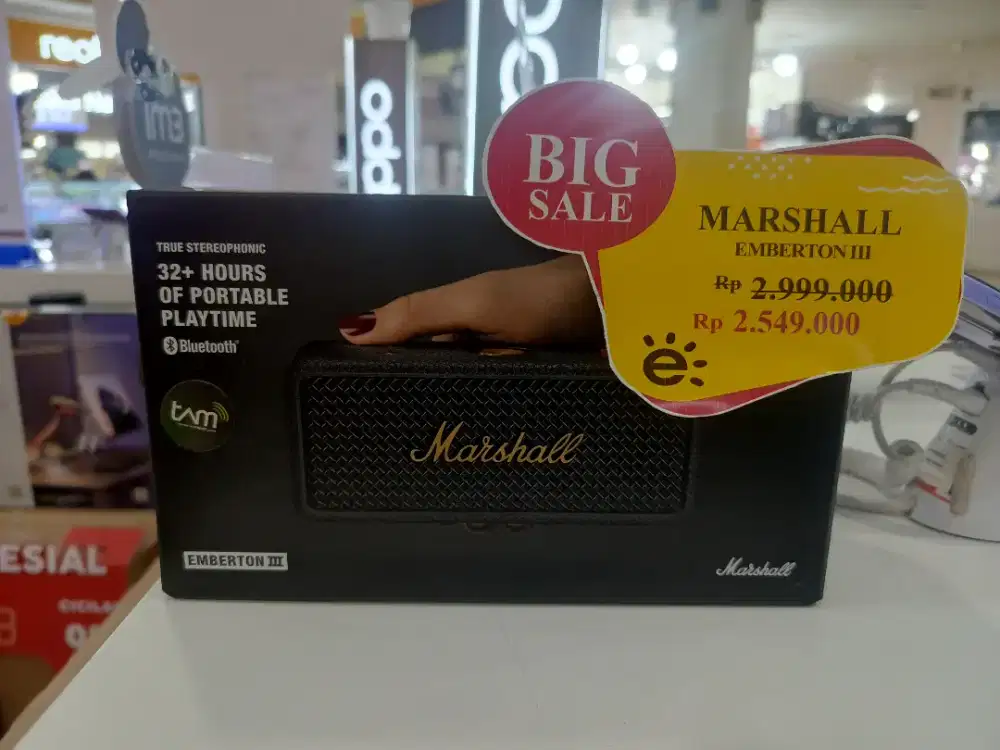 oppo
IM3
BIG
SALE
MARSHALL
EMBERTON III
Rp 2.999.000
Rp 2.549.000
e
TRUE STEREOPHONIC
32+ HOURS
OF PORTABLE
PLAYTIME
Bluetooth
tam
Marshall
EMBERTON III
Marshall
ESIAL